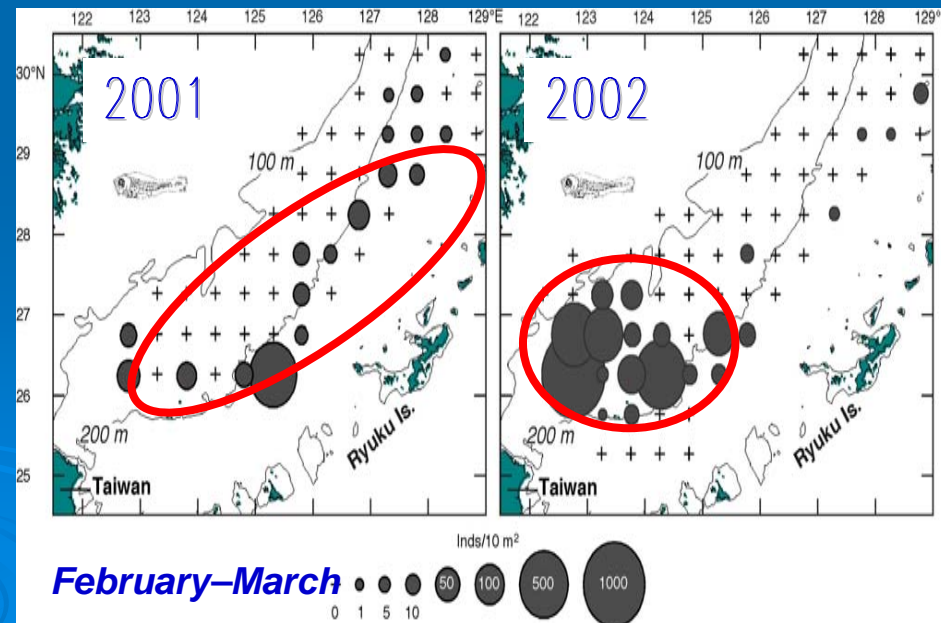 122 123 124 125 126 127 128 129°E
122 123 124 125 126 127 128 129°
30°N
29
28
27
26
25
2001
100 m
200 m
Ryuku Is.
Taiwan
2002
100 m
200 m
Ryuku Is.
Taiwan
Inds/10 m²
February–March
50 100 500 1000
0 1 5 10